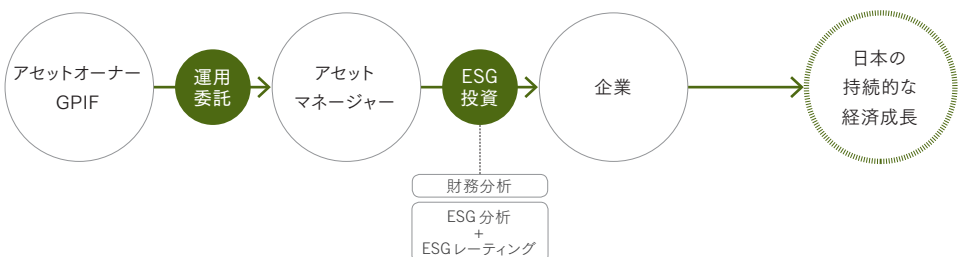 アセットオーナー
GPIF
運用
委託
アセット
マネージャー
ESG
投資
企業
日本の
持続的な
経済成長
財務分析
ESG分析
+
ESGレーティング